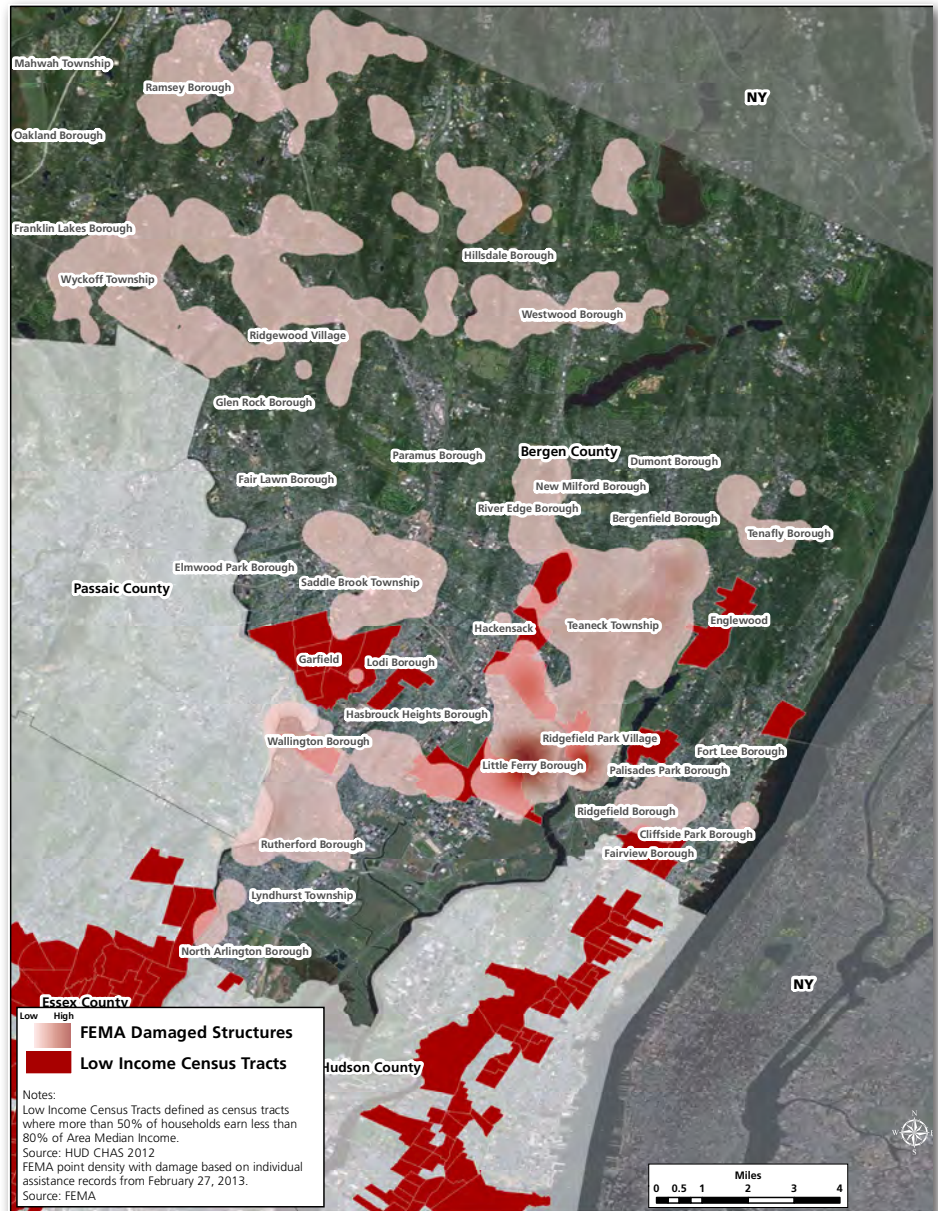 Mahwah Township
Ramsey Borough
NY
Oakland Borough
Franklin Lakes Borough
Hillsdale Borough
Wyckoff Township
Westwood Borough
Ridgewood Village
Glen Rock Borough
Bergen County
Paramus Borough
Dumont Borough
Fair Lawn Borough
New Milford Borough
River Edge Borough
Bergenfield Borough
Tenafly Borough
Elmwood Park Borough
Saddle Brook Township
Passaic County
Englewood
Hackensack
Teaneck Township
Garfield
Lodi Borough
Hasbrouck Heights Borough
Wallington Borough
Ridgefield Park Village
Fort Lee Borough
Little Ferry Borough
Palisades Park Borough
Ridgefield Borough
Cliffside Park Borough
Rutherford Borough
Fairview Borough
Lyndhurst Township
North Arlington Borough
NY
Essex County
Hudson County
Low High
FEMA Damaged Structures
Low Income Census Tracts
Notes:
Low Income Census Tracts defined as census tracts
where more than 50% of households earn less than
80% of Area Median Income.
Source: HUD CHAS 2012
FEMA point density with damage based on individual
assistance records from February 27, 2013.
Source: FEMA
N
W E
S
Miles
0 0.5 1 2 3 4